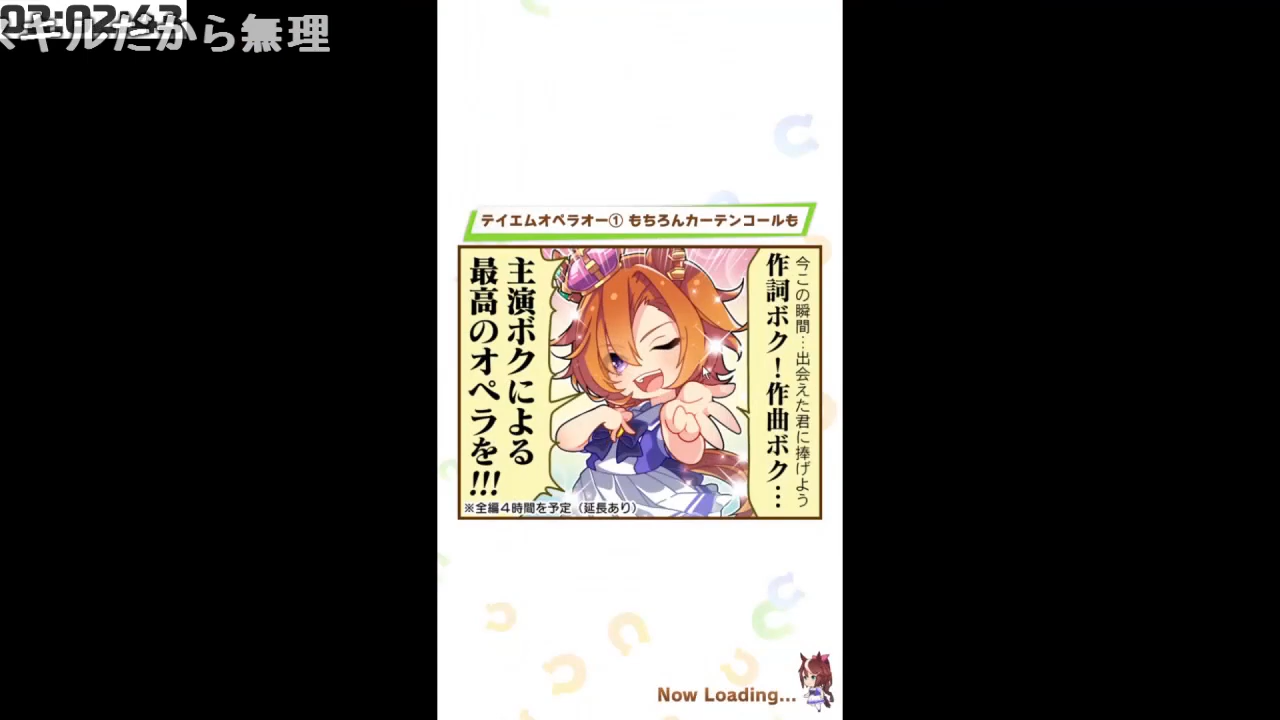 スキルだから無理
テイエムオペラオー① もちろんカーテンコールも
今この瞬間…出会えた君に捧げよう
作詞ボク！作曲ボク…
主演ボクによる
最高のオペラを!!!
※全編４時間を予定（延長あり）
Now Loading...